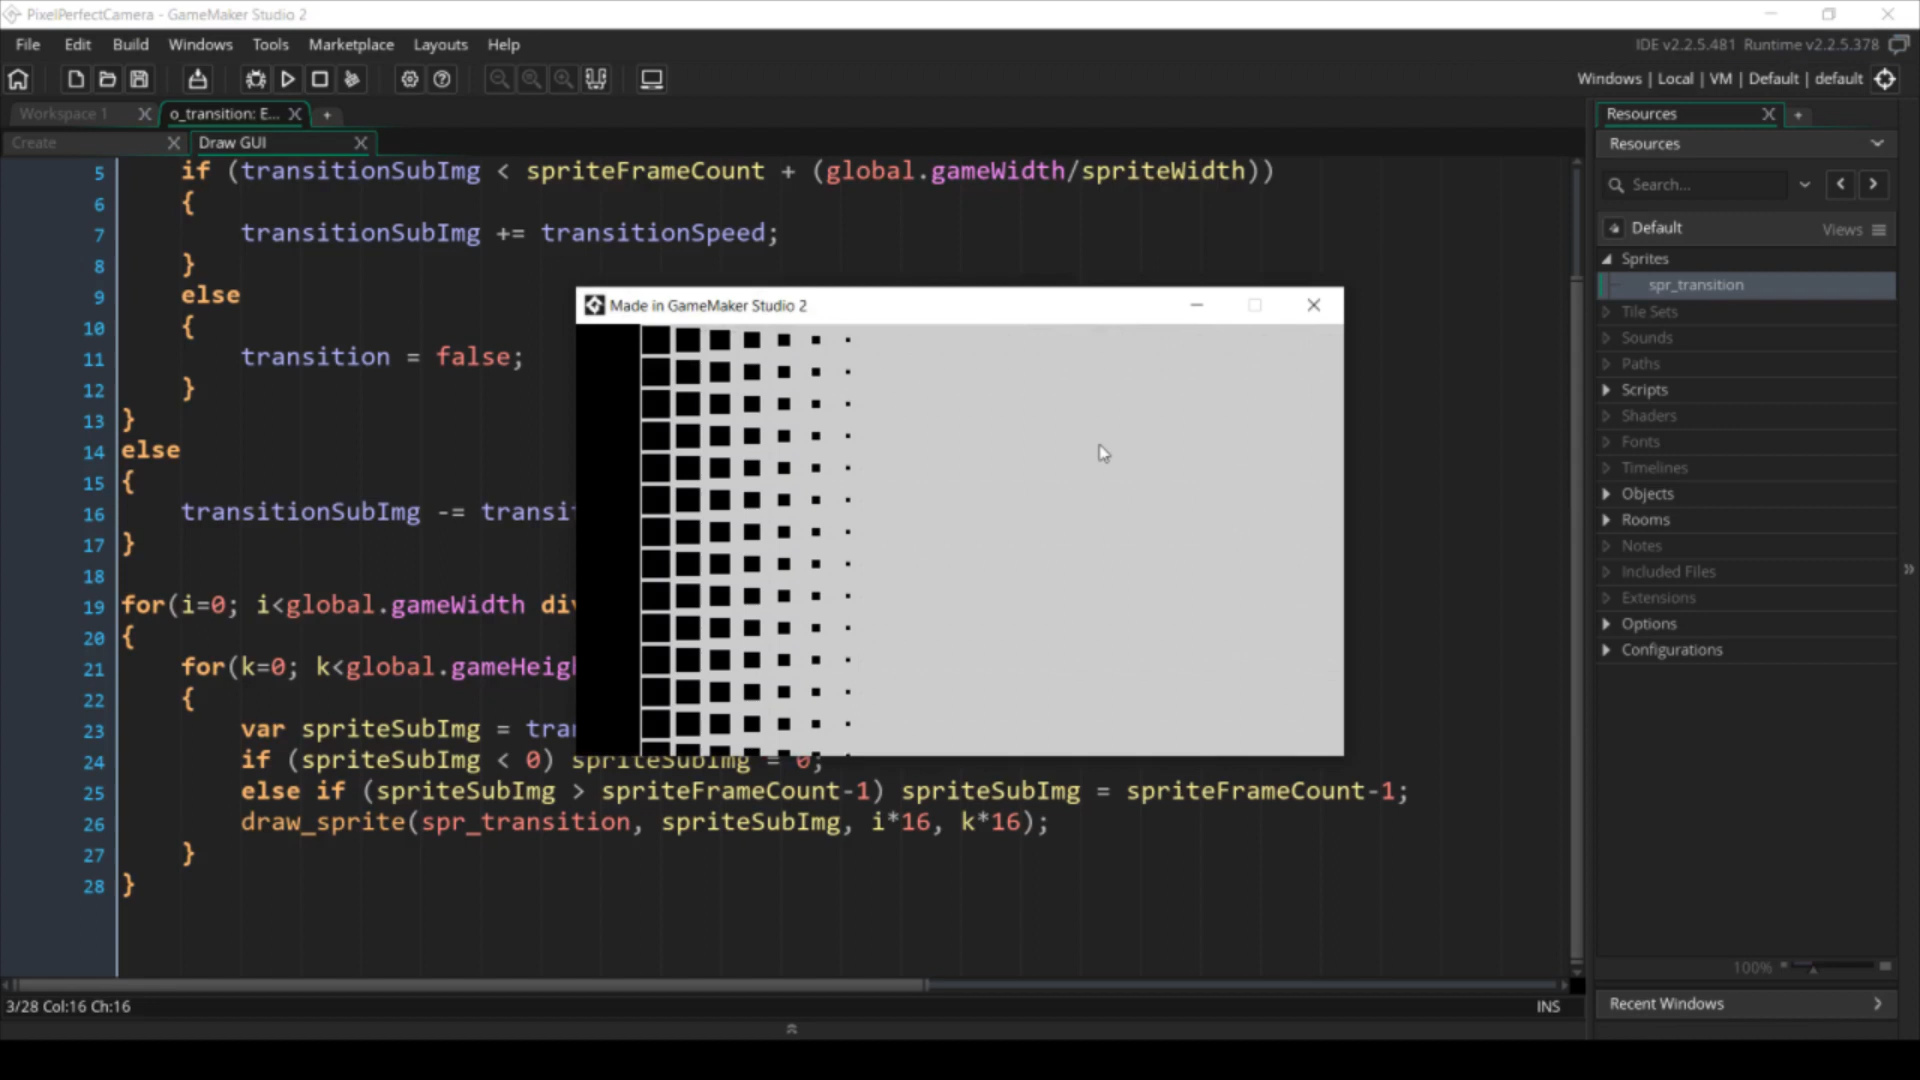 PixelPerfectCamera - GameMaker Studio 2
File Edit Build Windows Tools Marketplace Layouts Help
IDE v2.2.5.481 Runtime v2.2.5.378
Windows | Local | VM | Default | default
Workspace 1
o_transition: E...
Create
Draw GUI
5 if (transitionSubImg < spriteFrameCount + (global.gameWidth/spriteWidth))
6 {
7 transitionSubImg += transitionSpeed;
8 }
9 else
10 {
11 transition = false;
12 }
13 }
14 else
15 {
16 transitionSubImg -= transi
17 }
18
19 for(i=0; i<global.gameWidth div
20 {
21 for(k=0; k<global.gameHeigh
22 {
23 var spriteSubImg = tran
24 if (spriteSubImg < 0) spriteSubImg = 0;
25 else if (spriteSubImg > spriteFrameCount-1) spriteSubImg = spriteFrameCount-1;
26 draw_sprite(spr_transition, spriteSubImg, i*16, k*16);
27 }
28 }
Made in GameMaker Studio 2
3/28 Col:16 Ch:16
INS
Resources
Resources
Search...
Default
Views
Sprites
spr_transition
Tile Sets
Sounds
Paths
Scripts
Shaders
Fonts
Timelines
Objects
Rooms
Notes
Included Files
Extensions
Options
Configurations
100%
Recent Windows